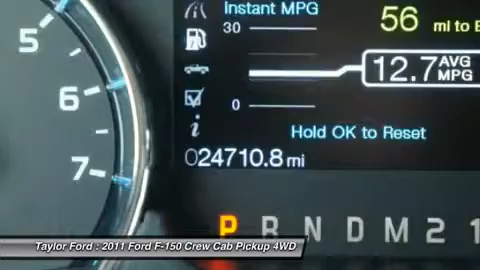 Instant MPG
30
56 mi to E
5
12.7 AVG MPG
6
0
Hold OK to Reset
024710.8 mi
7
P R N D M 2 1
Taylor Ford : 2011 Ford F-150 Crew Cab Pickup 4WD